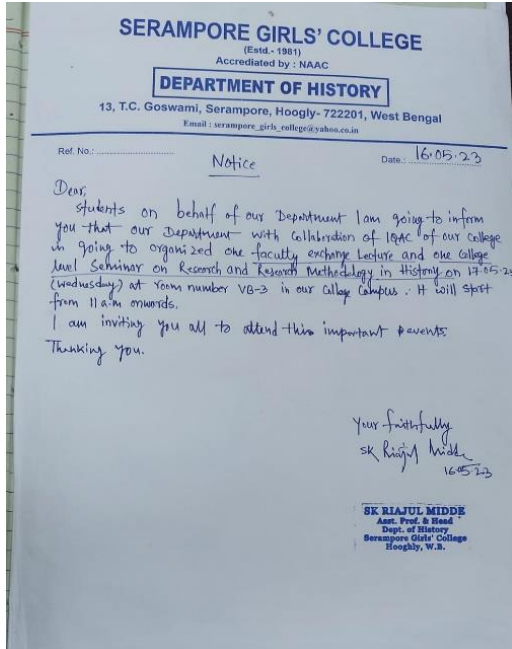 SERAMPORE GIRLS' COLLEGE
(Estd.- 1981)
Accrediated by : NAAC
DEPARTMENT OF HISTORY
13, T.C. Goswami, Serampore, Hoogly- 722201, West Bengal
Email : serampore_girls_college@yahoo.co.in
Ref. No.:
Date.: 16.05.23
Notice
Dear,
students on behalf of our Department I am going to inform
you that our Department with Collaboration of IQAC of our College
is going to organized one faculty exchange Lecture and one College
level Seminar on Research and Research Methodology in History on 17.05.23
(Wednesday) at room number VB-3 in our College Campus. It will start
from 11 a.m onwords.
I am inviting you all to attend this important events.
Thanking you.
Your faithfully
SK Riajul Midde
16.05.23
SK RIAJUL MIDDE
Asst. Prof. & Head
Dept. of History
Serampore Girls' College
Hooghly, W.B.